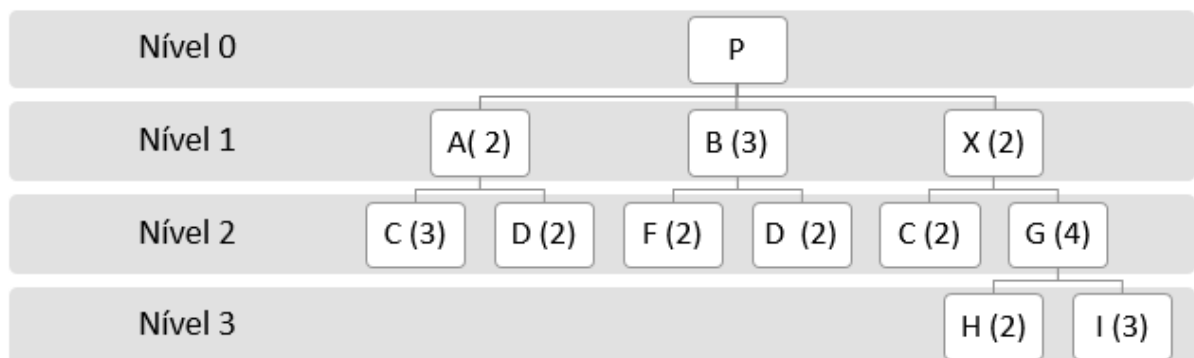 Nível 0
P
Nível 1
A( 2)
B (3)
X (2)
Nível 2
C (3)
D (2)
F (2)
D (2)
C (2)
G (4)
Nível 3
H (2)
I (3)